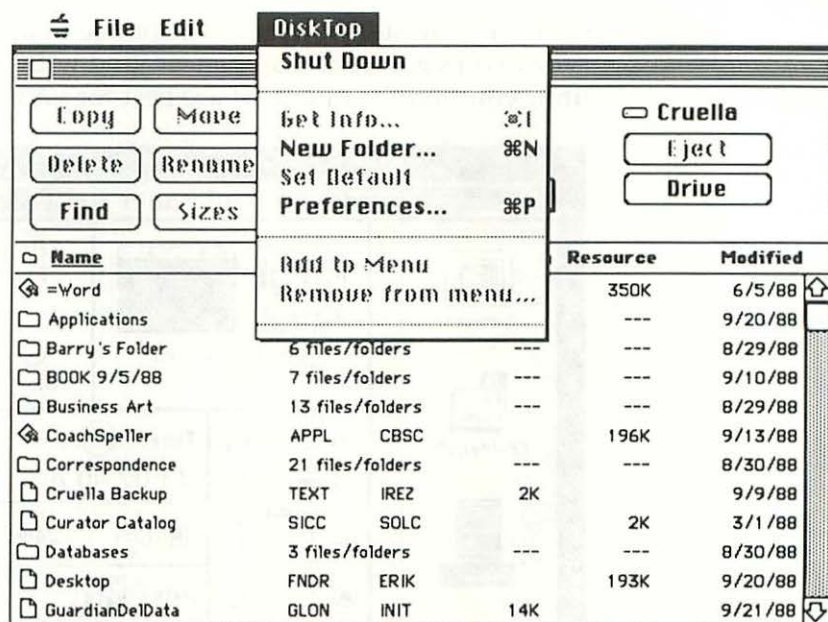 File Edit DiskTop
Shut Down
Get Info... ⌘I
New Folder... ⌘N
Set Default
Preferences... ⌘P
Add to Menu
Remove from menu...
Copy Move
Delete Rename
Find Sizes
Cruella
Eject
Drive
Name Resource Modified
=Word 350K 6/5/88
Applications --- 9/20/88
Barry's Folder 6 files/folders --- --- 8/29/88
BOOK 9/5/88 7 files/folders --- --- 9/10/88
Business Art 13 files/folders --- --- 8/29/88
CoachSpeller APPL CBSC 196K 9/13/88
Correspondence 21 files/folders --- --- 8/30/88
Cruella Backup TEXT IREZ 2K 9/9/88
Curator Catalog SICC SOLC 2K 3/1/88
Databases 3 files/folders --- --- 8/30/88
Desktop FNDR ERIK 193K 9/20/88
GuardianDelData GLON INIT 14K 9/21/88